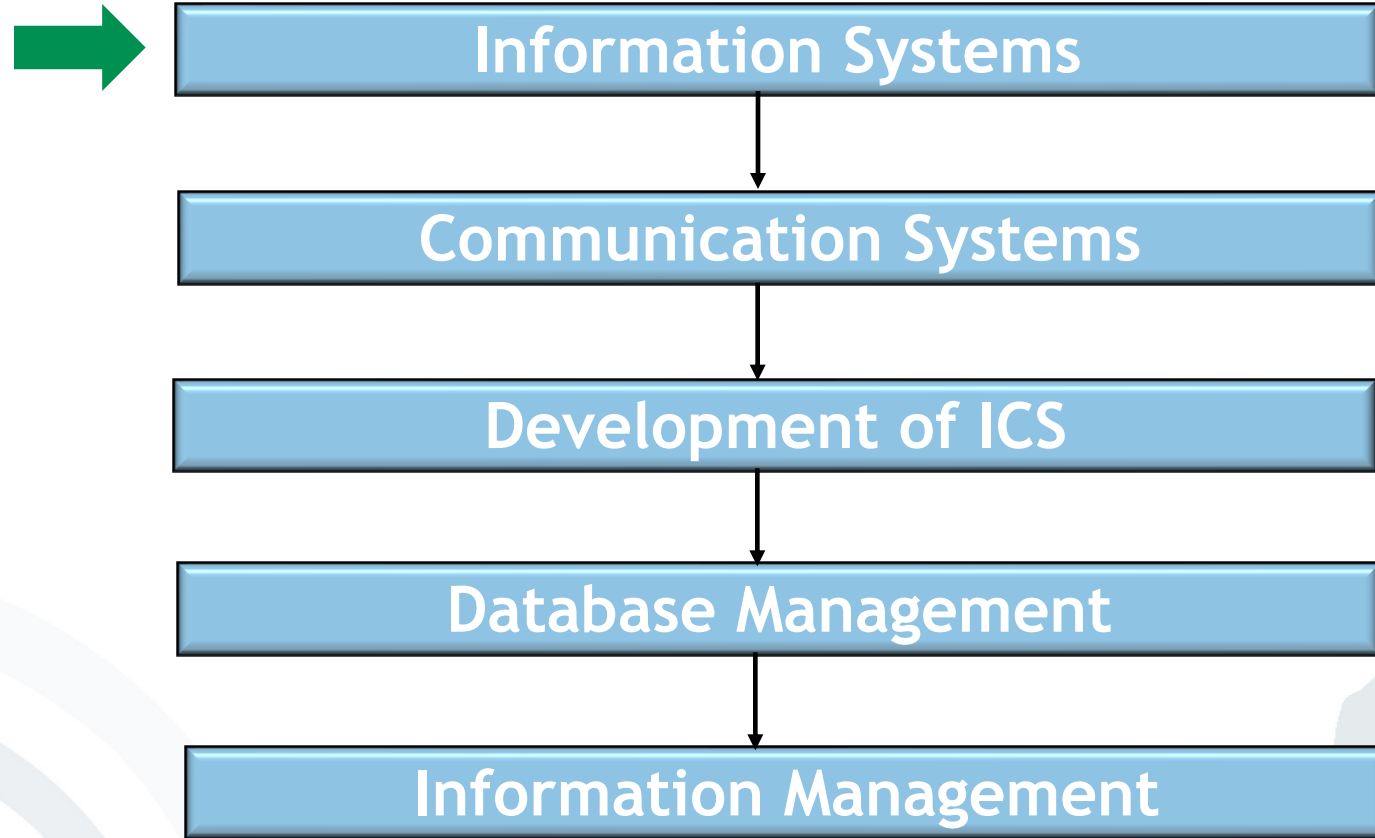 Information Systems
Communication Systems
Development of ICS
Database Management
Information Management